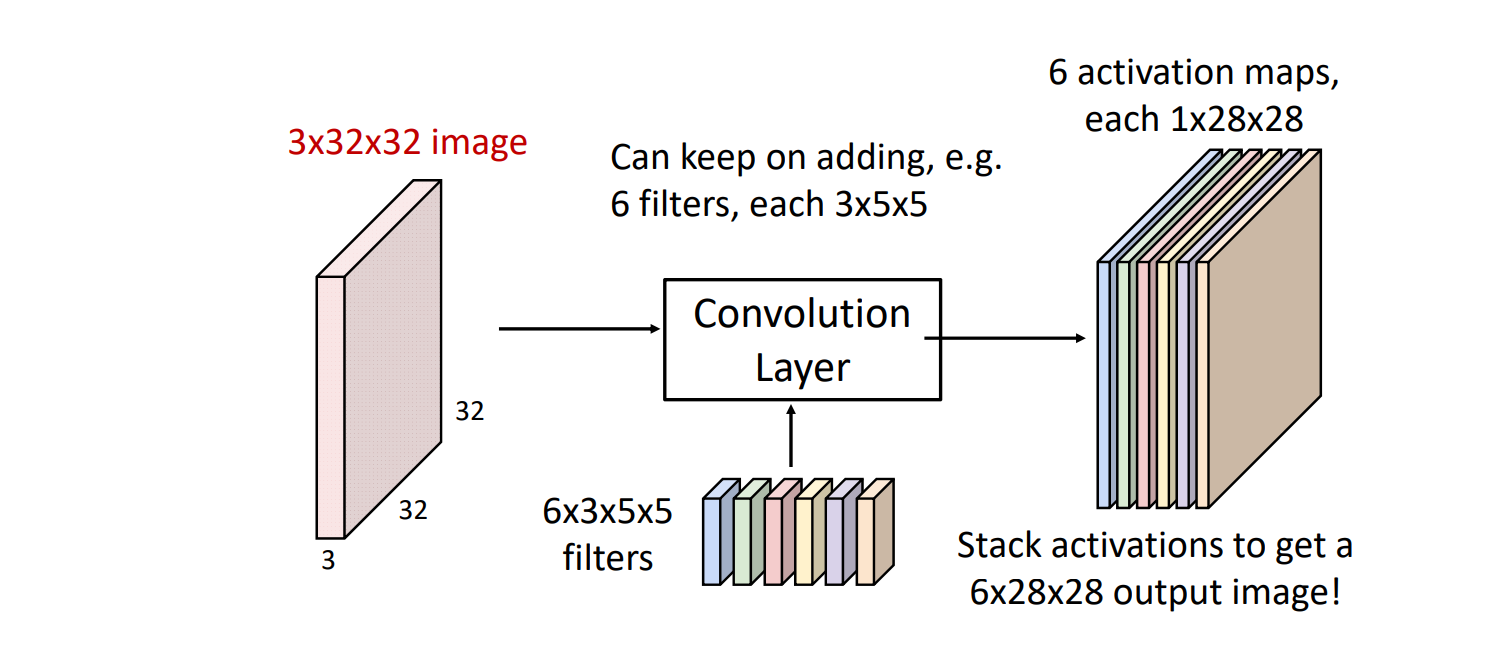 3x32x32 image
32
32
3
Can keep on adding, e.g.
6 filters, each 3x5x5
Convolution
Layer
6x3x5x5
filters
6 activation maps,
each 1x28x28
Stack activations to get a
6x28x28 output image!